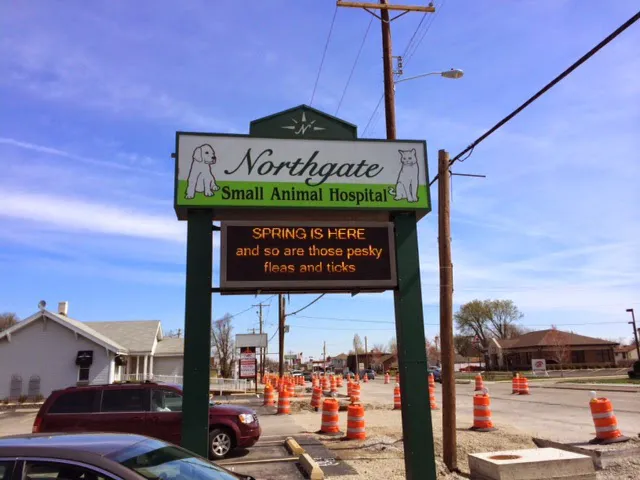 N
Northgate
Small Animal Hospital
SPRING IS HERE
and so are those pesky
fleas and ticks